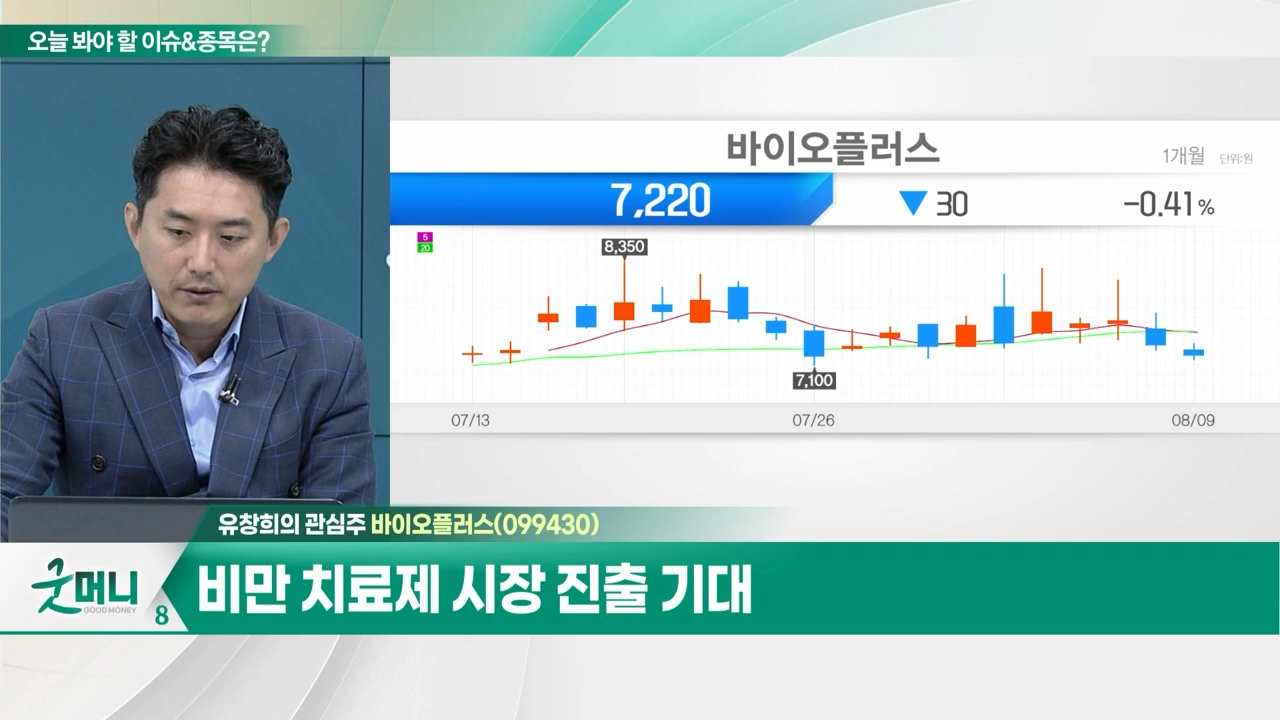 오늘 봐야 할 이슈&종목은?
바이오플러스
1개월 단위:원
7,220 ▼ 30 -0.41%
5
20
8,350
7,100
07/13 07/26 08/09
유창희의 관심주 바이오플러스(099430)
굿머니
GOOD MONEY
8
비만 치료제 시장 진출 기대